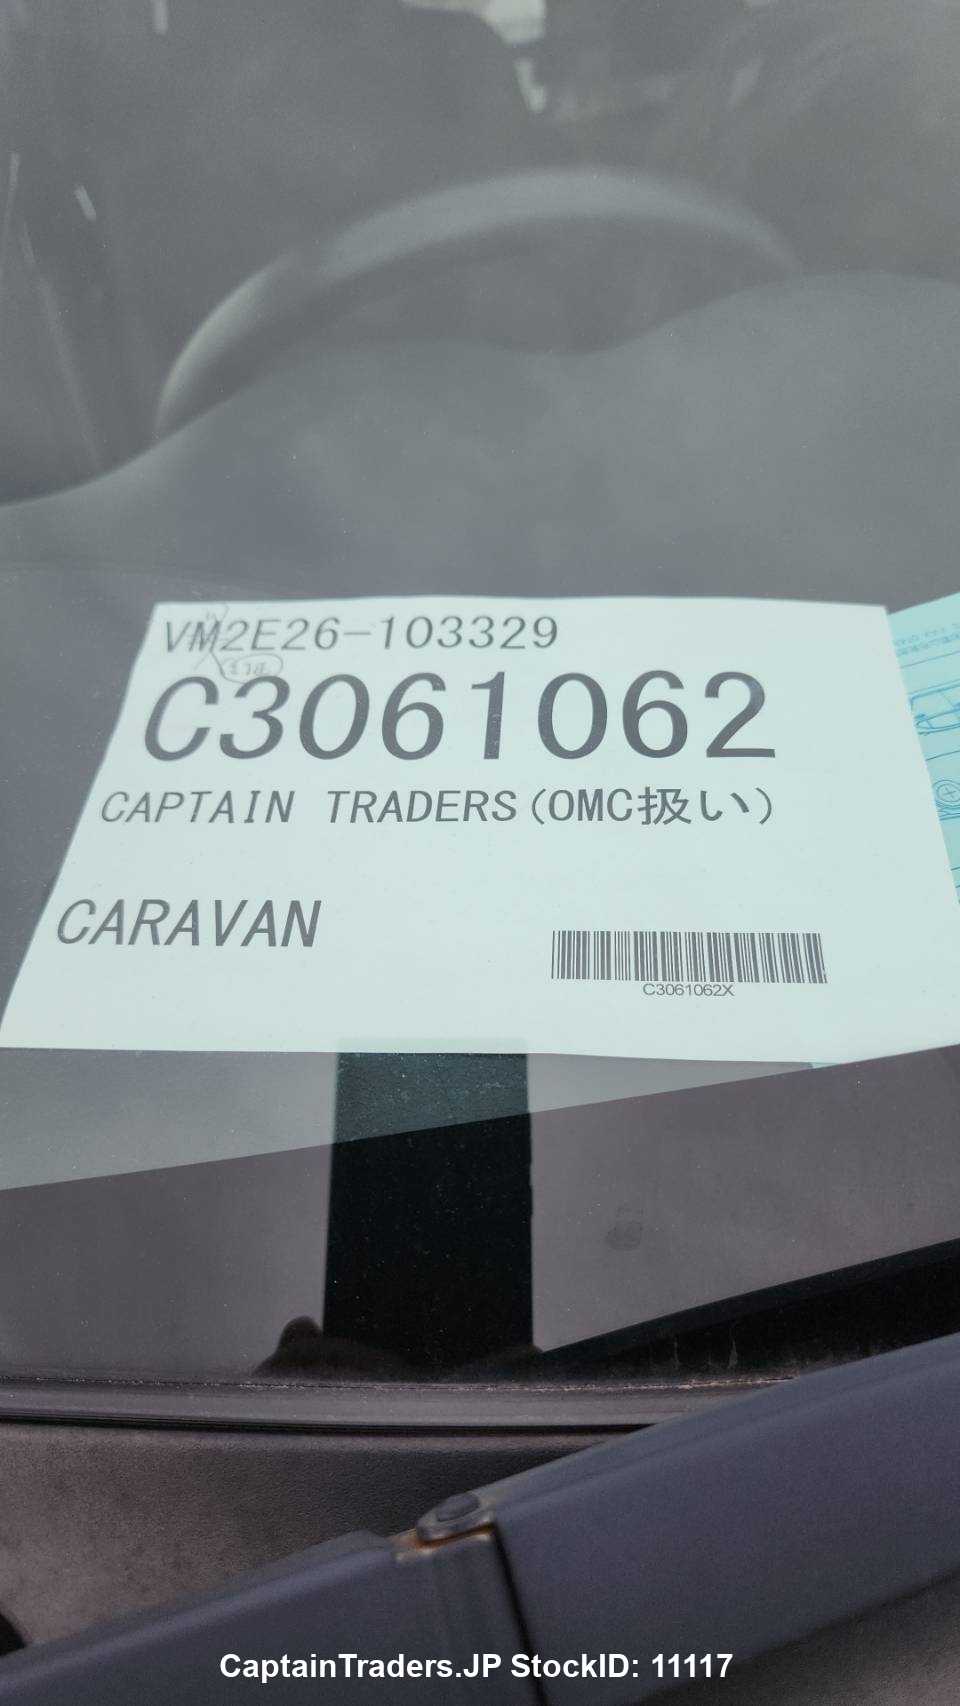 VM2E26-103329
C3061062
CAPTAIN TRADERS(OMC扱い)
CARAVAN
C3061062X
CaptainTraders.JP StockID: 11117